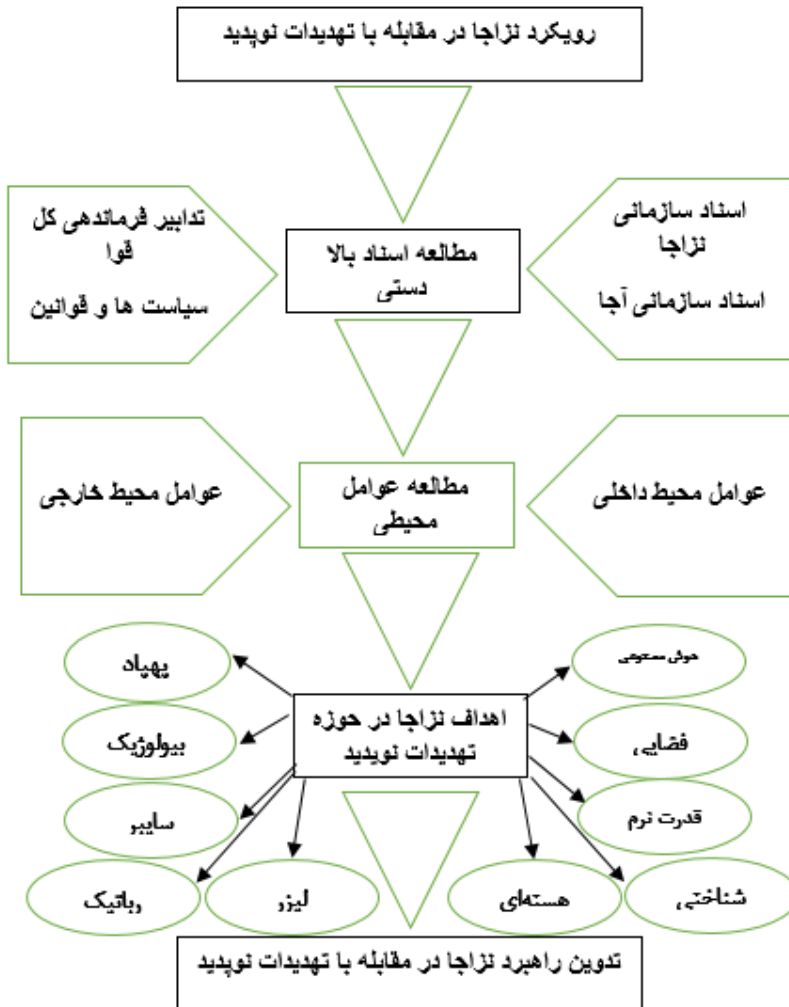 رویکرد نزاجا در مقابله با تهدیدات نوپدید
اسناد سازمانی
نزاجا
اسناد سازمانی آجا
مطالعه اسناد بالا
دستی
تدابیر فرماندهی کل
قوا
سیاست ها و قوانین
عوامل محیط داخلی
مطالعه عوامل
محیطی
عوامل محیط خارجی
هوش مصنوعی
پهپاد
اهداف نزاجا در حوزه
تهدیدات نوپدید
فضایی
بیولوژیک
قدرت نرم
سایبر
شناختی
هسته‌ای
لیزر
رباتیک
تدوین راهبرد نزاجا در مقابله با تهدیدات نوپدید